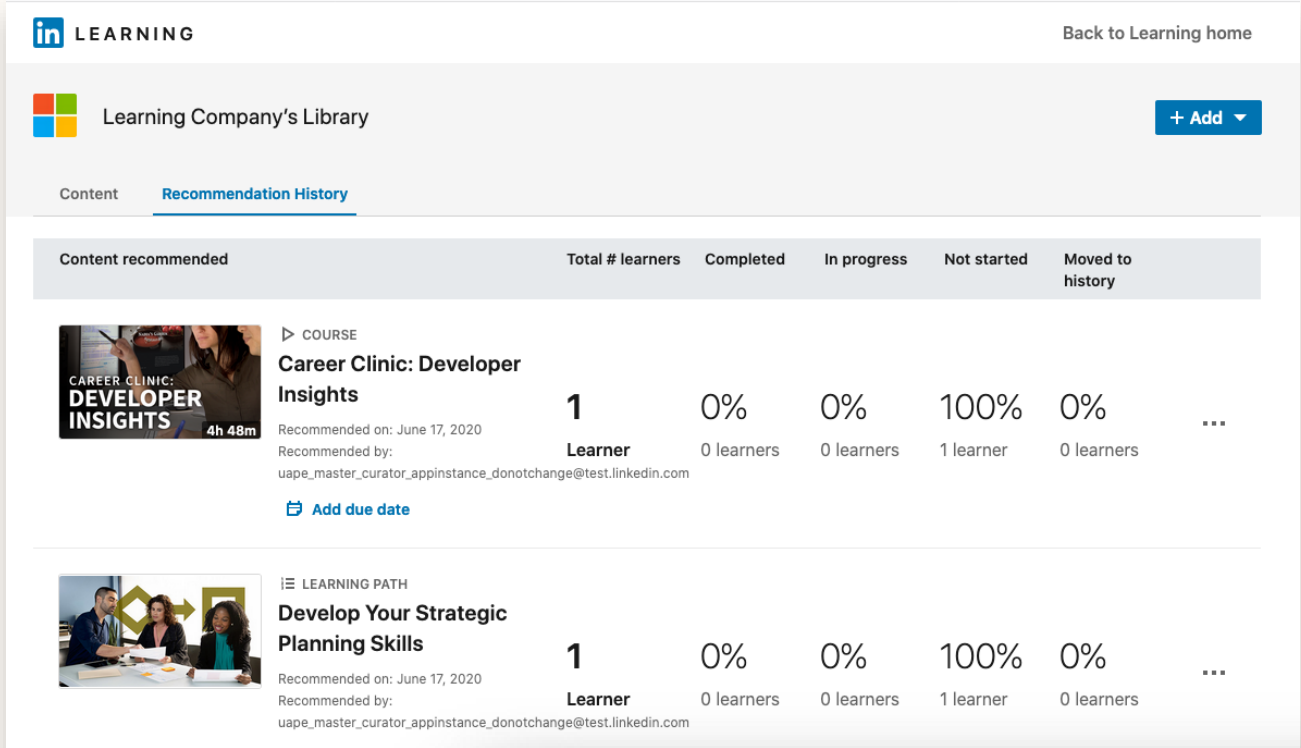 in LEARNING
Back to Learning home
Learning Company's Library
+ Add
Content
Recommendation History
Content recommended
Total # learners
Completed
In progress
Not started
Moved to
history
CAREER CLINIC:
DEVELOPER
INSIGHTS
4h 48m
COURSE
Career Clinic: Developer
Insights
Recommended on: June 17, 2020
Recommended by:
uape_master_curator_appinstance_donotchange@test.linkedin.com
Add due date
1
Learner
0%
0 learners
0%
0 learners
100%
1 learner
0%
0 learners
...
LEARNING PATH
Develop Your Strategic
Planning Skills
Recommended on: June 17, 2020
Recommended by:
uape_master_curator_appinstance_donotchange@test.linkedin.com
1
Learner
0%
0 learners
0%
0 learners
100%
1 learner
0%
0 learners
...